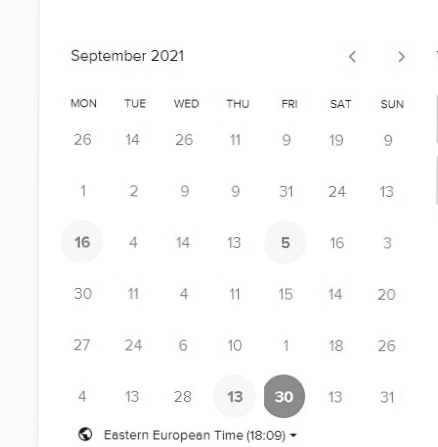 September 2021
MON TUE WED THU FRI SAT SUN
26 14 26 11 9 19 9
1 2 9 9 31 24 13
16 4 14 13 5 16 3
30 11 4 11 15 14 20
27 24 6 10 1 18 26
4 13 28 13 30 13 31
Eastern European Time (18:09)